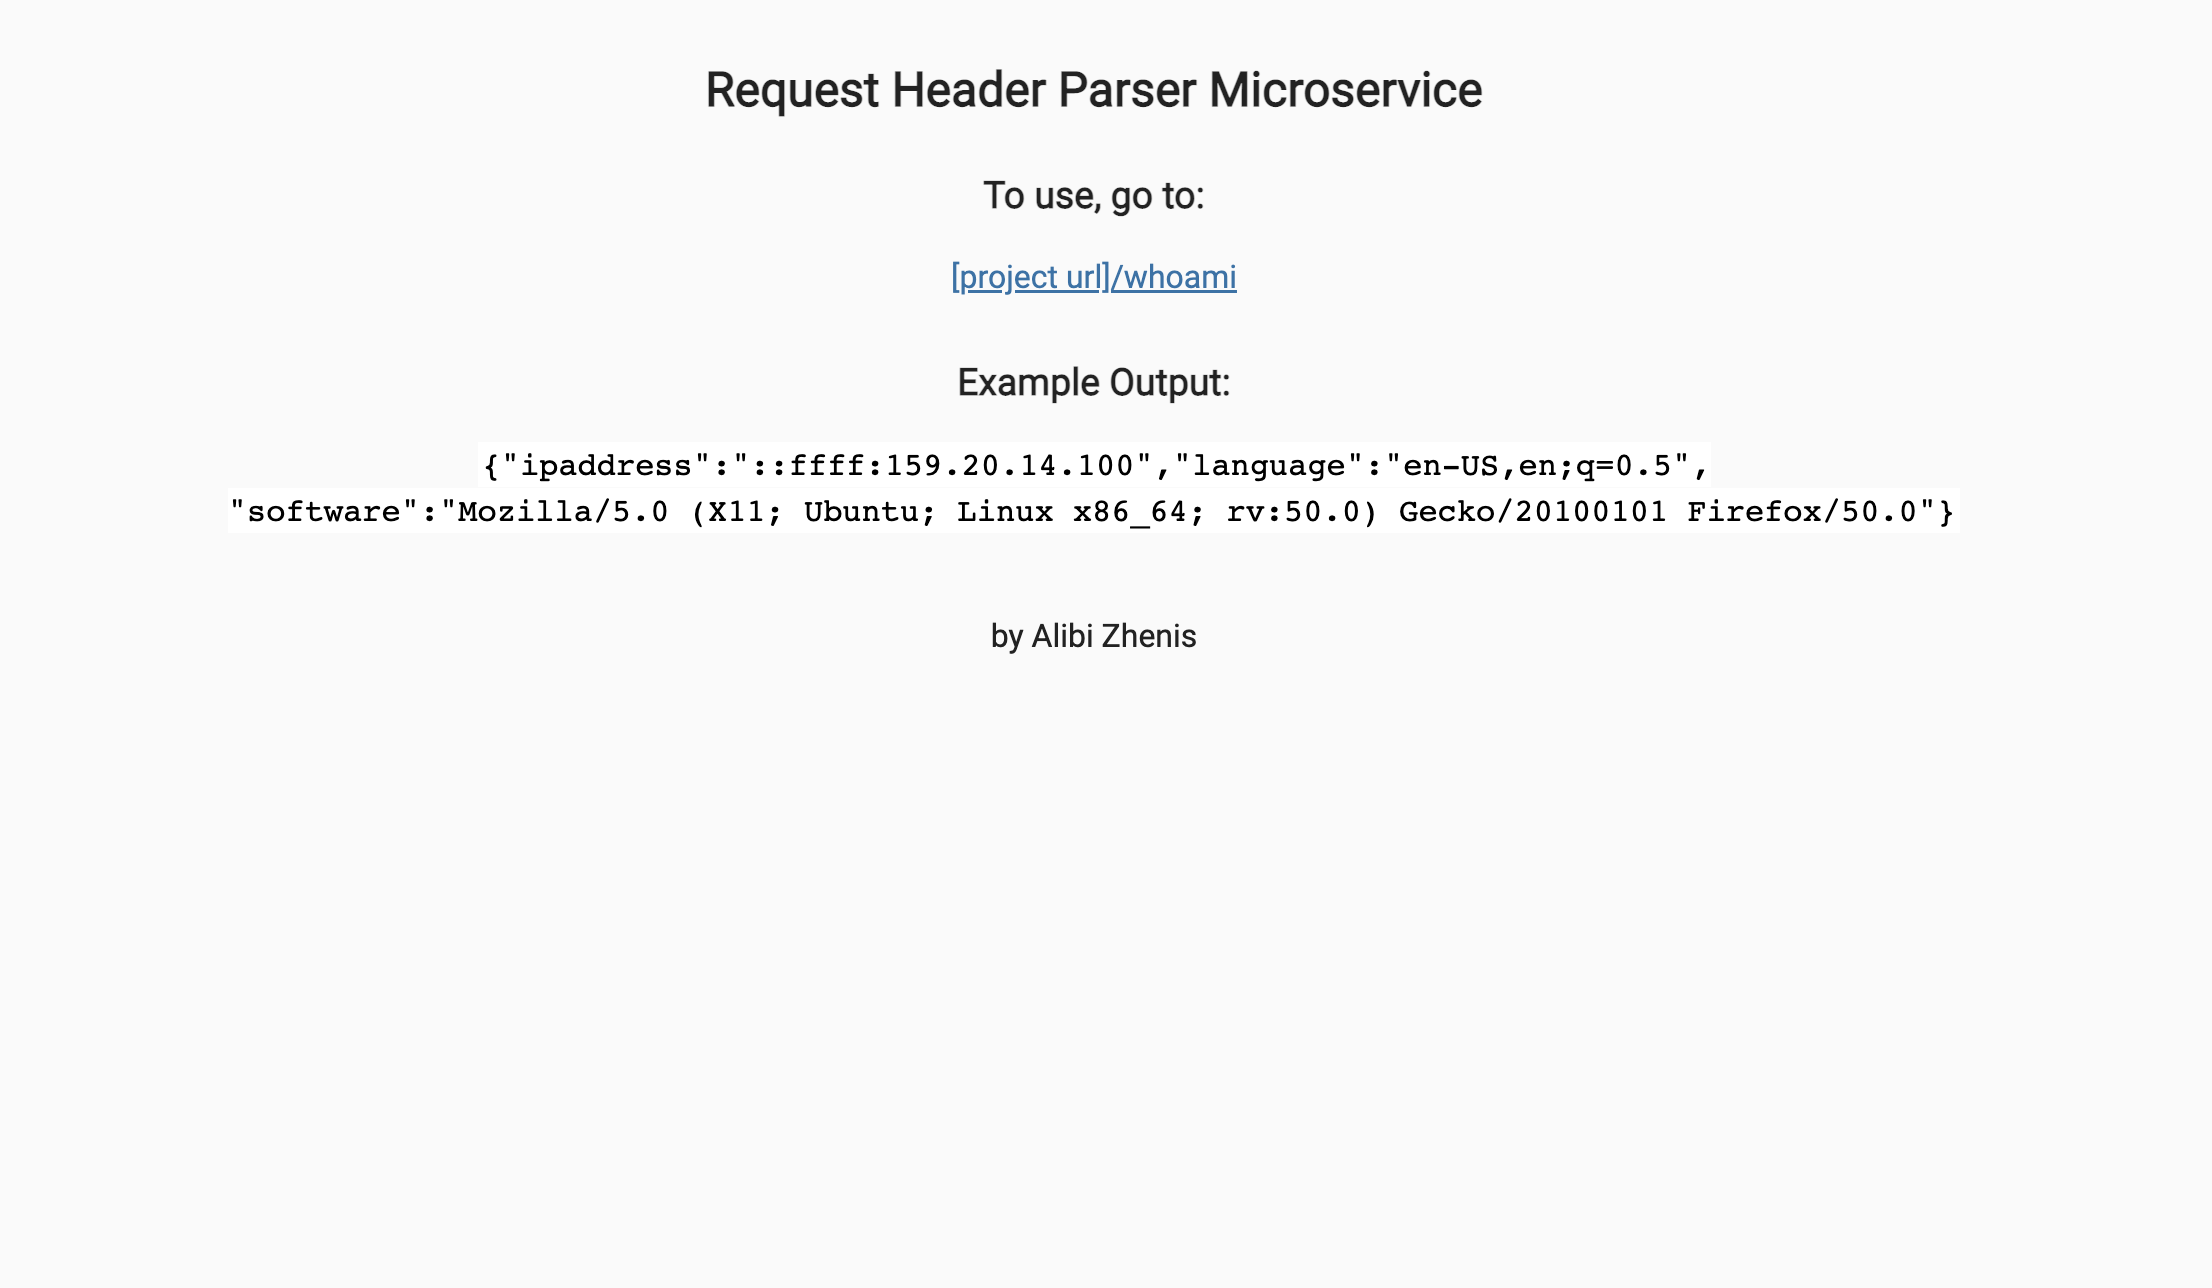 Request Header Parser Microservice
To use, go to:
[project url]/whoami
Example Output:
{"ipaddress":"::ffff:159.20.14.100","language":"en-US,en;q=0.5",
"software":"Mozilla/5.0 (X11; Ubuntu; Linux x86_64; rv:50.0) Gecko/20100101 Firefox/50.0"}
by Alibi Zhenis